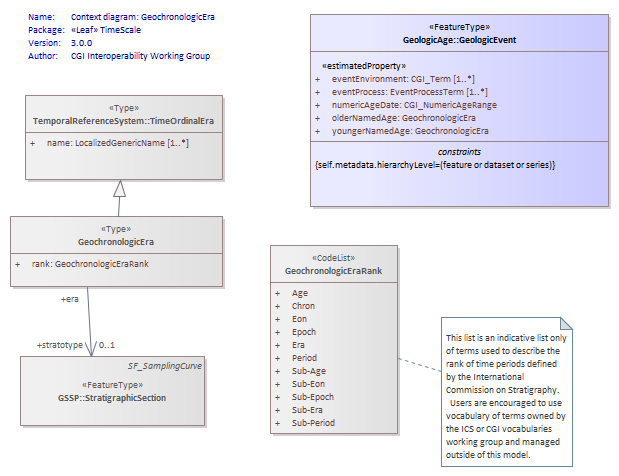 Name: Context diagram: GeochronologicEra
Package: «Leaf» TimeScale
Version: 3.0.0
Author: CGI Interoperability Working Group
«FeatureType»
GeologicAge::GeologicEvent
«estimatedProperty»
+ eventEnvironment: CGI_Term [1..*]
+ eventProcess: EventProcessTerm [1..*]
+ numericAgeDate: CGI_NumericAgeRange
+ olderNamedAge: GeochronologicEra
+ youngerNamedAge: GeochronologicEra
constraints
{self.metadata.hierarchyLevel=(feature or dataset or series)}
«Type»
TemporalReferenceSystem::TimeOrdinalEra
+ name: LocalizedGenericName [1..*]
«Type»
GeochronologicEra
+ rank: GeochronologicEraRank
+era
+stratotype 0..1
SF_SamplingCurve
«FeatureType»
GSSP::StratigraphicSection
«CodeList»
GeochronologicEraRank
+ Age
+ Chron
+ Eon
+ Epoch
+ Era
+ Period
+ Sub-Age
+ Sub-Eon
+ Sub-Epoch
+ Sub-Era
+ Sub-Period
This list is an indicative list only
of terms used to describe the
rank of time periods defined
by the International
Commission on Stratigraphy.
Users are encouraged to use
vocabulary of terms owned by
the ICS or CGI vocabularies
working group and managed
outside of this model.